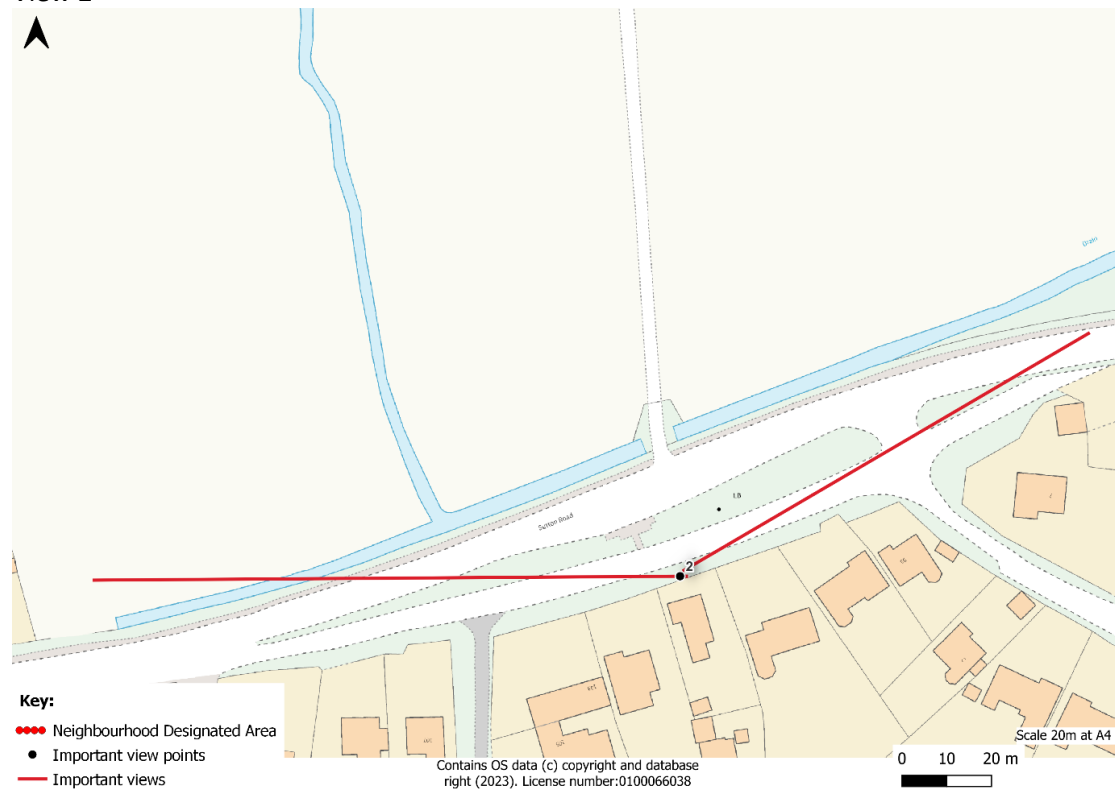 Drain
LB
Sutton Road
2
7
Key:
Neighbourhood Designated Area
Important view points
Important views
Contains OS data (c) copyright and database
right (2023). License number:0100066038
Scale 20m at A4
0 10 20 m